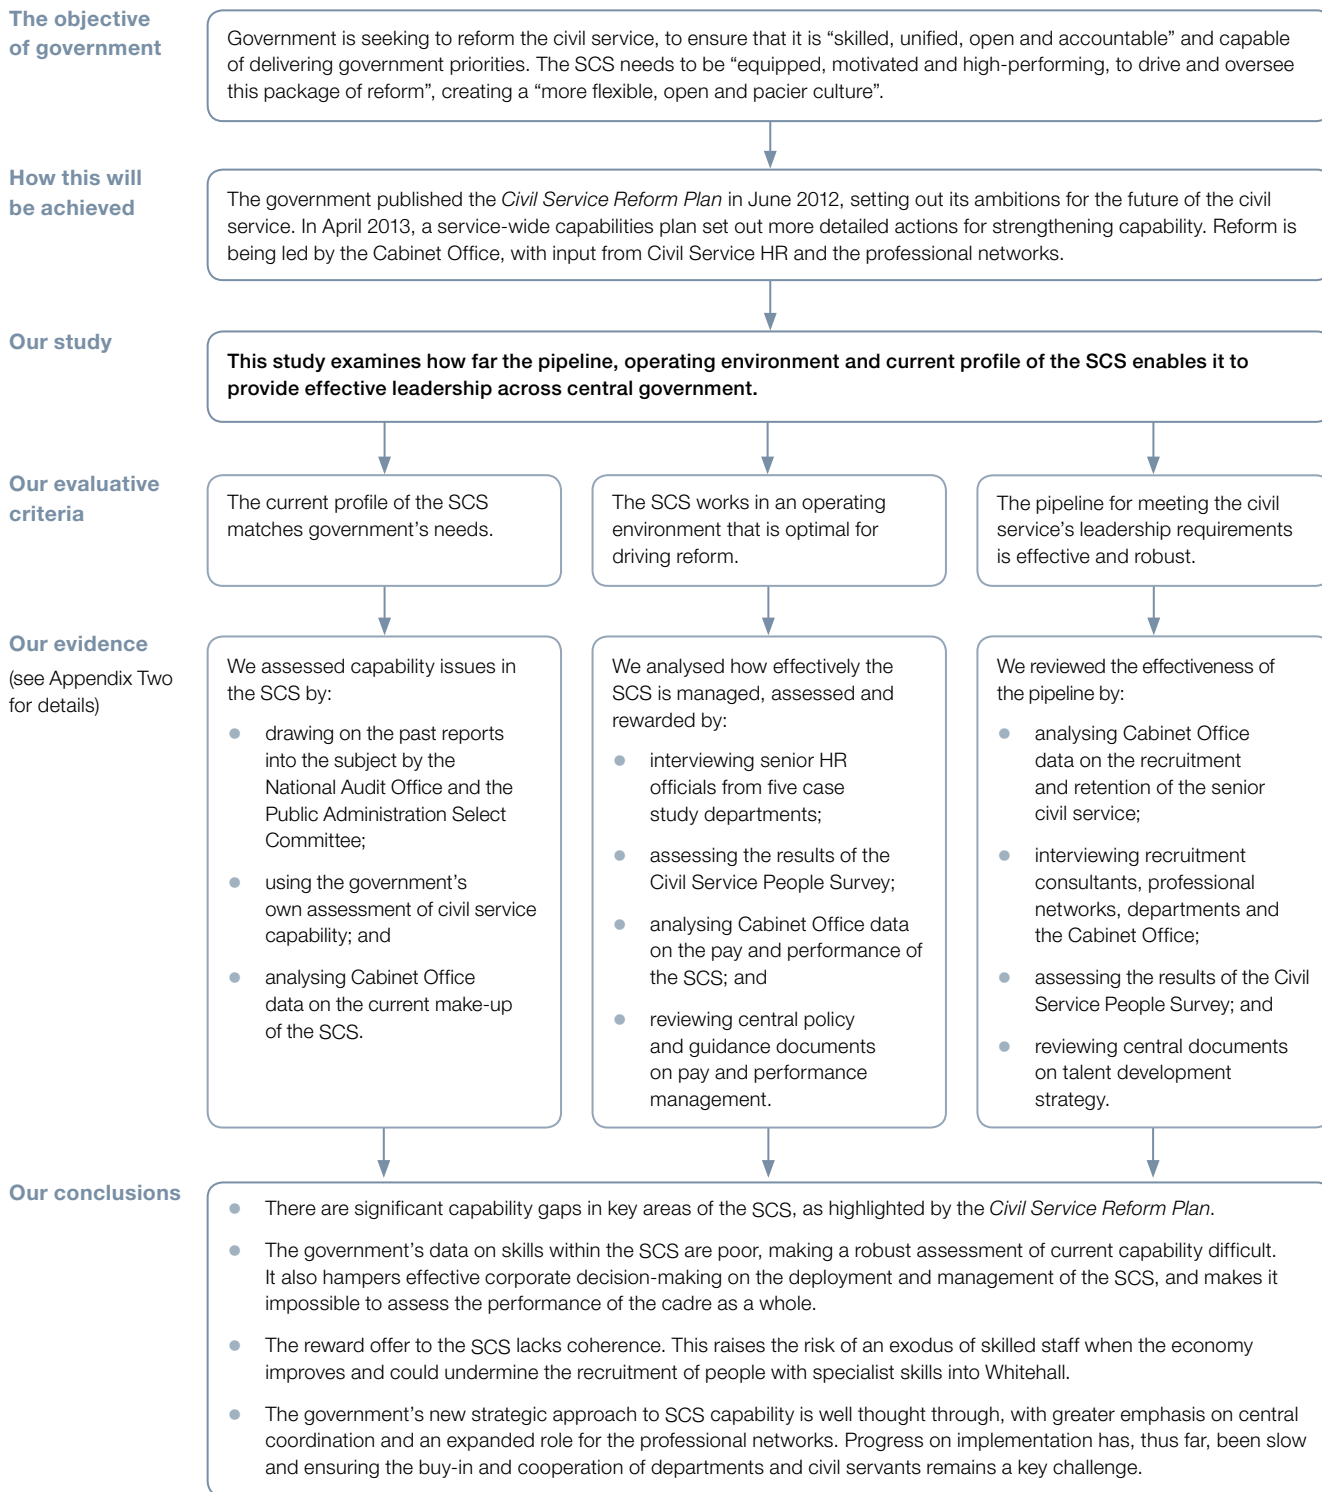 The objective
of government
Government is seeking to reform the civil service, to ensure that it is “skilled, unified, open and accountable” and capable
of delivering government priorities. The SCS needs to be “equipped, motivated and high-performing, to drive and oversee
this package of reform”, creating a “more flexible, open and pacier culture”.
How this will
be achieved
The government published the Civil Service Reform Plan in June 2012, setting out its ambitions for the future of the civil
service. In April 2013, a service-wide capabilities plan set out more detailed actions for strengthening capability. Reform is
being led by the Cabinet Office, with input from Civil Service HR and the professional networks.
Our study
This study examines how far the pipeline, operating environment and current profile of the SCS enables it to
provide effective leadership across central government.
Our evaluative
criteria
The current profile of the SCS
matches government’s needs.
The SCS works in an operating
environment that is optimal for
driving reform.
The pipeline for meeting the civil
service’s leadership requirements
is effective and robust.
Our evidence
(see Appendix Two
for details)
We assessed capability issues in
the SCS by:
● drawing on the past reports
into the subject by the
National Audit Office and the
Public Administration Select
Committee;
● using the government’s
own assessment of civil service
capability; and
● analysing Cabinet Office
data on the current make-up
of the SCS.
We analysed how effectively the
SCS is managed, assessed and
rewarded by:
● interviewing senior HR
officials from five case
study departments;
● assessing the results of the
Civil Service People Survey;
● analysing Cabinet Office data
on the pay and performance of
the SCS; and
● reviewing central policy
and guidance documents
on pay and performance
management.
We reviewed the effectiveness of
the pipeline by:
● analysing Cabinet Office
data on the recruitment
and retention of the senior
civil service;
● interviewing recruitment
consultants, professional
networks, departments and
the Cabinet Office;
● assessing the results of the Civil
Service People Survey; and
● reviewing central documents
on talent development
strategy.
Our conclusions
● There are significant capability gaps in key areas of the SCS, as highlighted by the Civil Service Reform Plan.
● The government’s data on skills within the SCS are poor, making a robust assessment of current capability difficult.
It also hampers effective corporate decision-making on the deployment and management of the SCS, and makes it
impossible to assess the performance of the cadre as a whole.
● The reward offer to the SCS lacks coherence. This raises the risk of an exodus of skilled staff when the economy
improves and could undermine the recruitment of people with specialist skills into Whitehall.
● The government’s new strategic approach to SCS capability is well thought through, with greater emphasis on central
coordination and an expanded role for the professional networks. Progress on implementation has, thus far, been slow
and ensuring the buy-in and cooperation of departments and civil servants remains a key challenge.